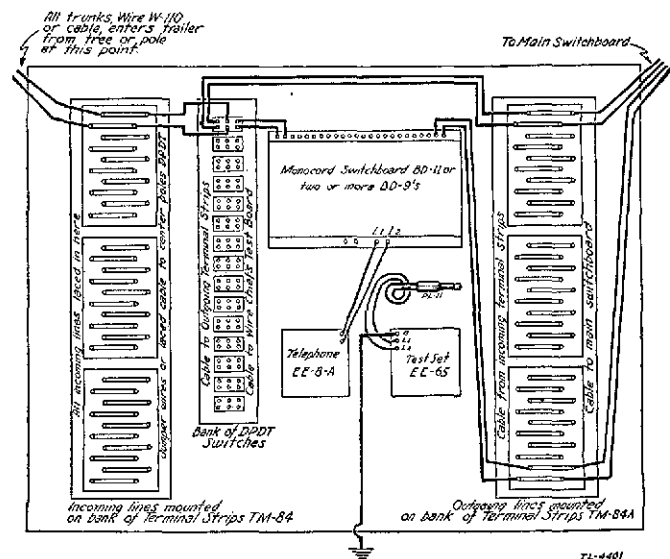 All trunks, Wire W-110
or cable, enters trailer
from tree or pole
at this point.
To Main Switchboard
All incoming lines laced in here
Jumper wires or laced cable to center poles DPDT
Cable to Outgoing Terminal Strips
Cable to Wire Chief's Test Board
Monocord Switchboard BD-11 or
two or more BD-9's
L1 L2
PL-11
Telephone
EE-8-A
Test Set
EE-65
Bank of DPDT
Switches
Cable from incoming terminal strips
Cable to main switchboard
Incoming lines mounted
on bank of Terminal Strips TM-84
Outgoing lines mounted
on bank of Terminal Strips TM-84A
TL-4401